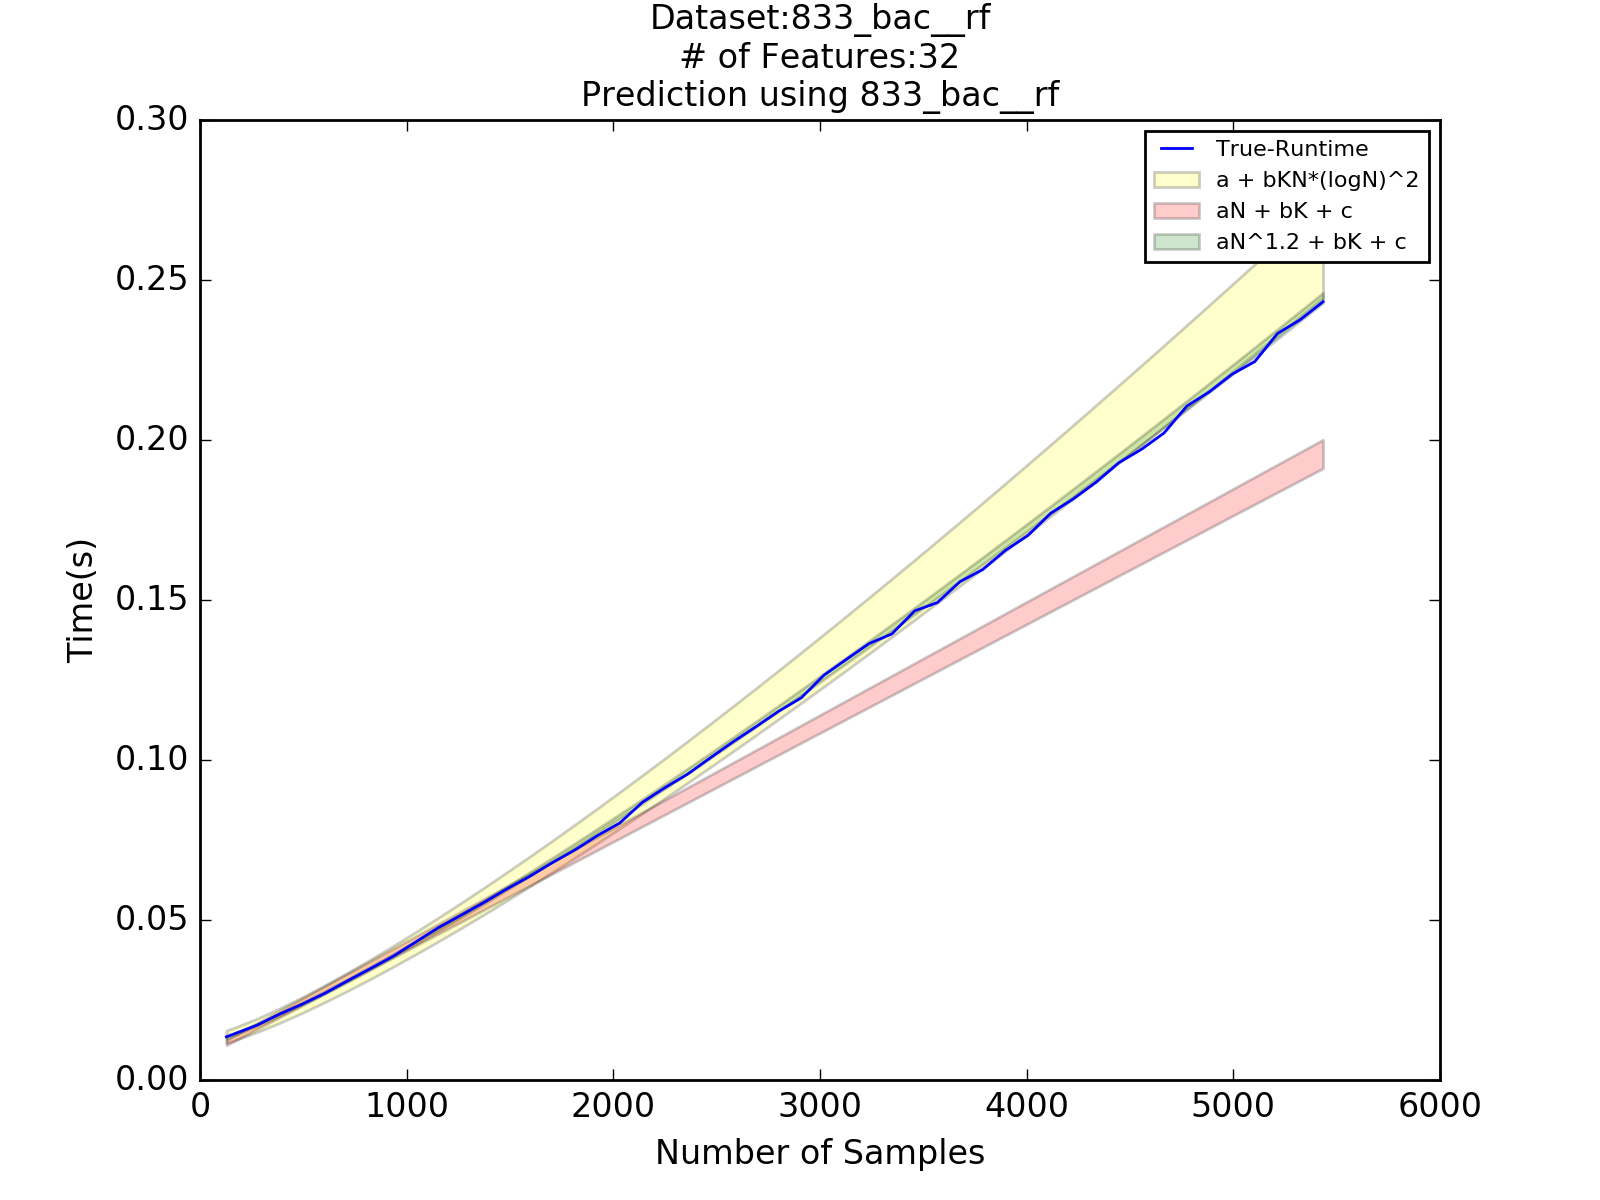 Dataset:833_bac__rf
# of Features:32
Prediction using 833_bac__rf
0.30
0.25
0.20
0.15
0.10
0.05
0.00
Time(s)
True-Runtime
a + bKN*(logN)^2
aN + bK + c
aN^1.2 + bK + c
0 1000 2000 3000 4000 5000 6000
Number of Samples